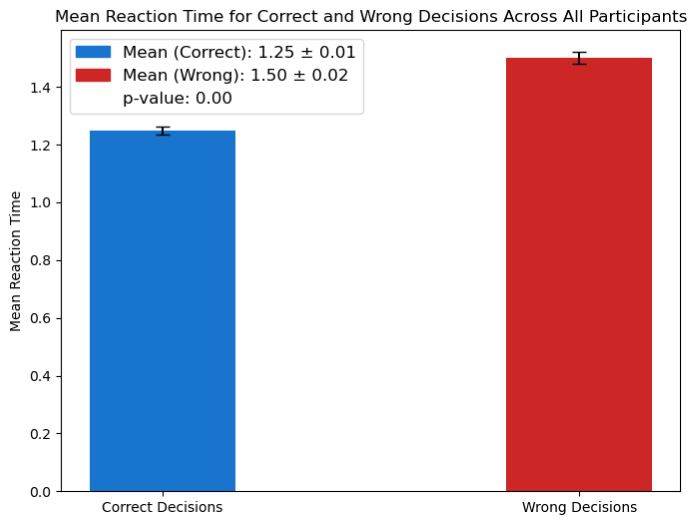 Mean Reaction Time for Correct and Wrong Decisions Across All Participants
Mean (Correct): 1.25 ± 0.01
Mean (Wrong): 1.50 ± 0.02
p-value: 0.00
Mean Reaction Time
1.4
1.2
1.0
0.8
0.6
0.4
0.2
0.0
Correct Decisions
Wrong Decisions